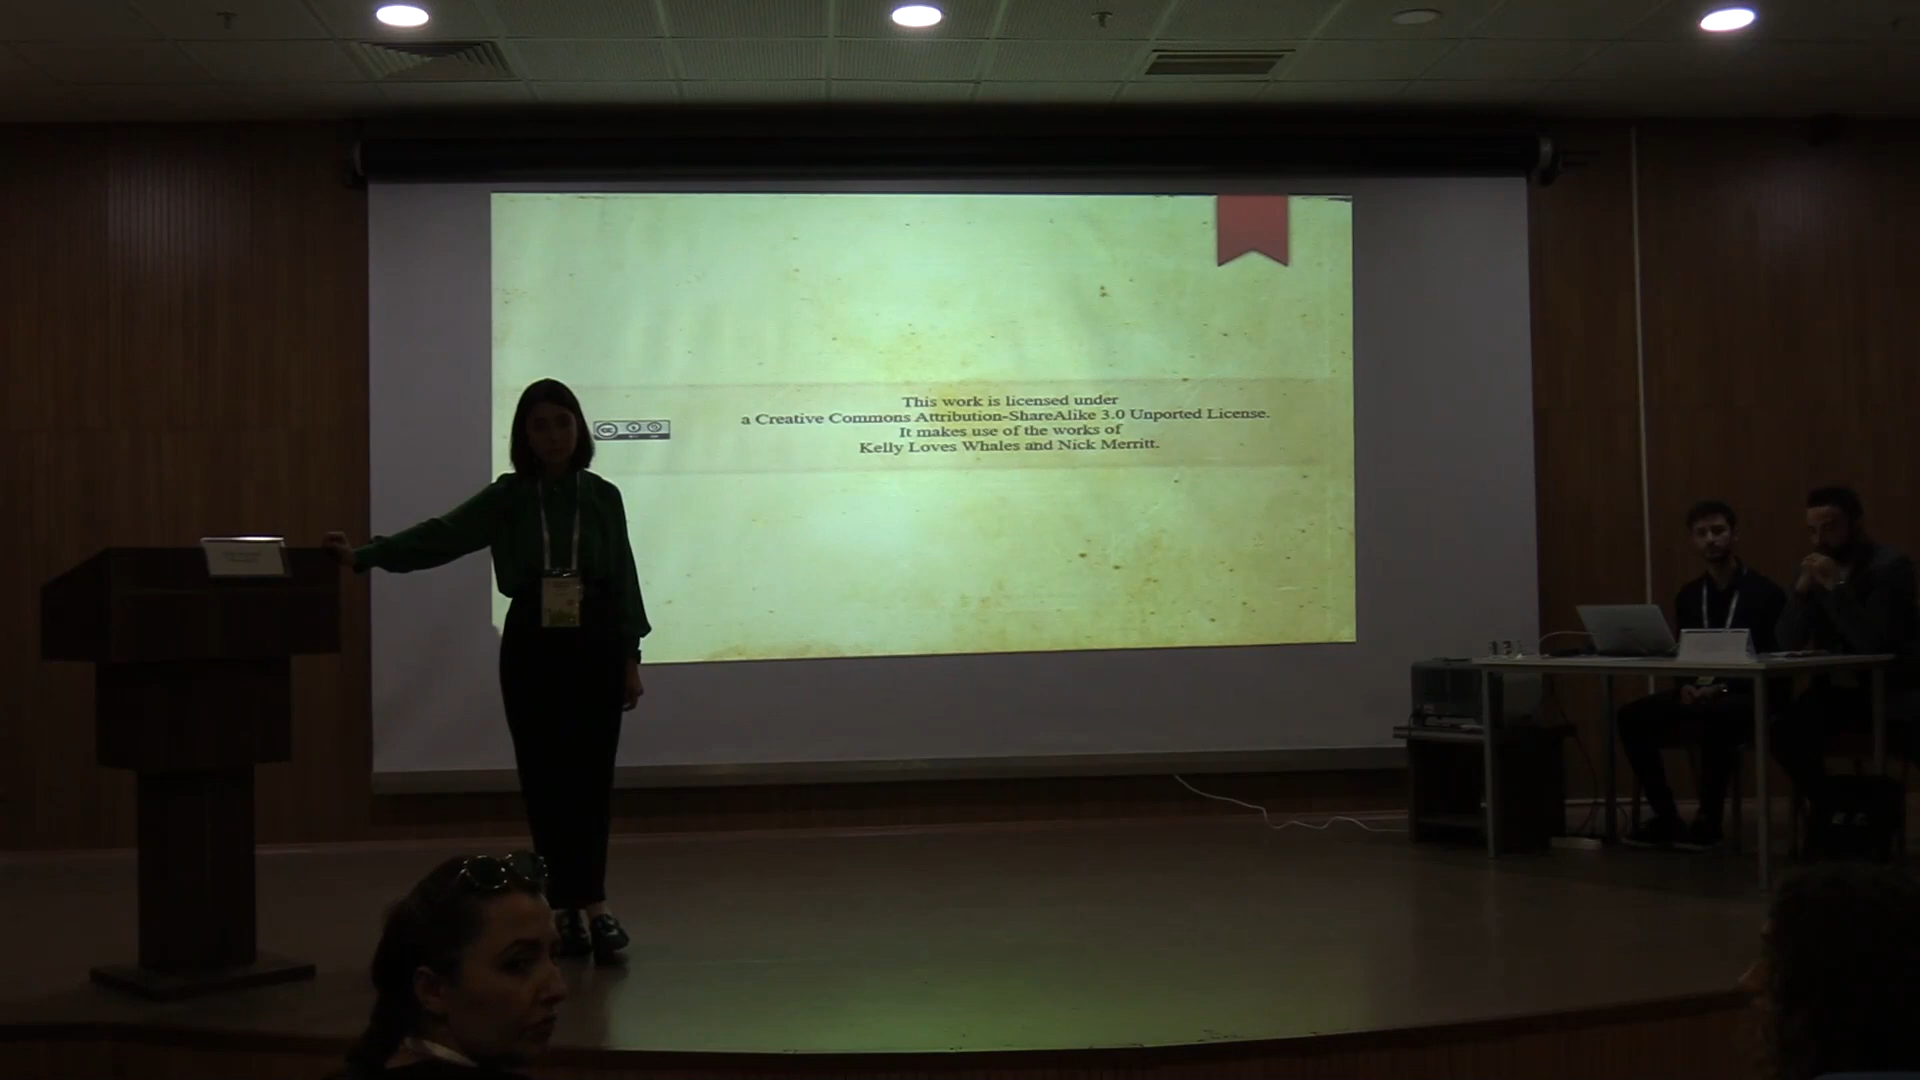 This work is licensed under
a Creative Commons Attribution-ShareAlike 3.0 Unported License.
It makes use of the works of
Kelly Loves Whales and Nick Merritt.
cc